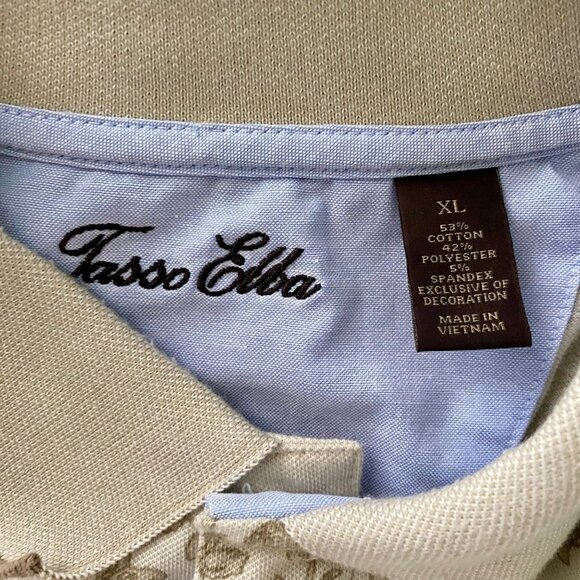 Tasso Elba
XL
53%
COTTON
42%
POLYESTER
5%
SPANDEX
EXCLUSIVE OF
DECORATION
MADE IN
VIETNAM